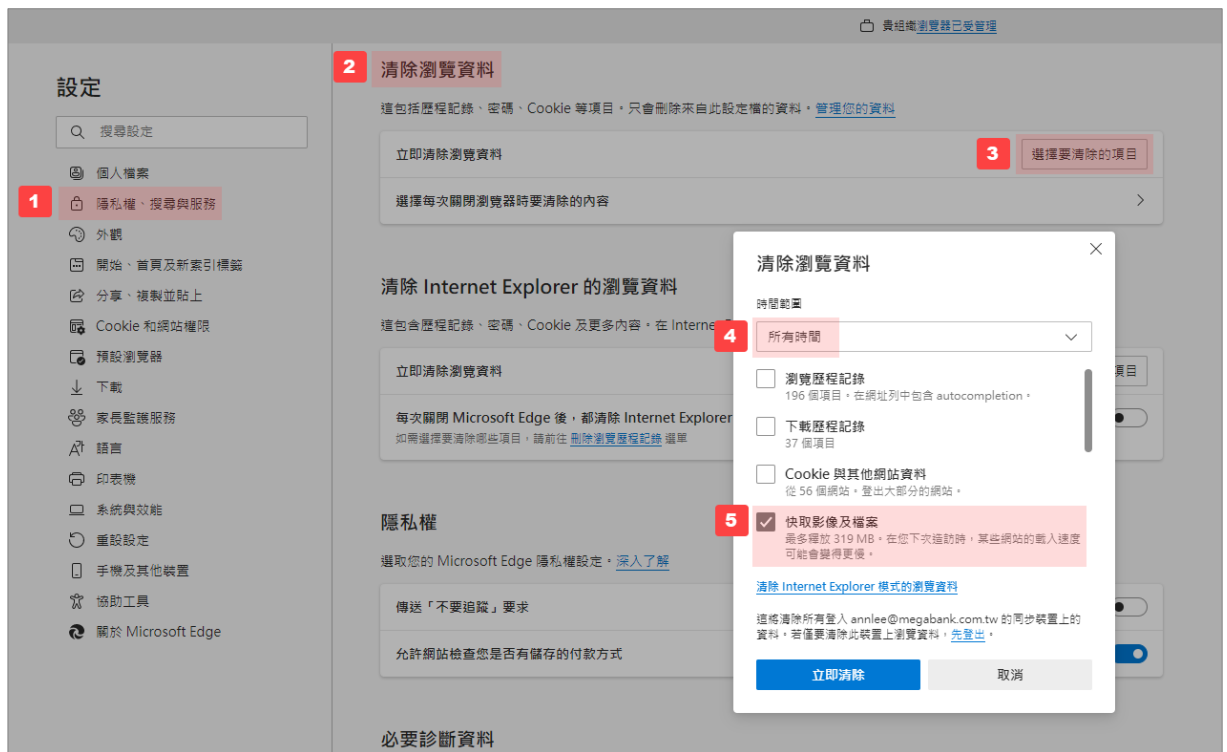 貴組織瀏覽器已受管理
設定
搜尋設定
1
個人檔案
隱私權、搜尋與服務
外觀
開始、首頁及新索引標籤
分享、複製並貼上
Cookie 和網站權限
預設瀏覽器
下載
家長監護服務
語言
印表機
系統與效能
重設設定
手機及其他裝置
協助工具
關於 Microsoft Edge
2
清除瀏覽資料
這包括歷程記錄、密碼、Cookie 等項目。只會刪除來自此設定檔的資料。管理您的資料
立即清除瀏覽資料
3
選擇要清除的項目
選擇每次關閉瀏覽器時要清除的內容
清除 Internet Explorer 的瀏覽資料
這包含歷程記錄、密碼、Cookie 及更多內容。在 Interne
立即清除瀏覽資料
項目
每次關閉 Microsoft Edge 後，都清除 Internet Explorer
如需選擇要清除哪些項目，請前往 刪除瀏覽歷程記錄 選單
隱私權
選取您的 Microsoft Edge 隱私權設定。深入了解
傳送「不要追蹤」要求
允許網站檢查您是否有儲存的付款方式
必要診斷資料
清除瀏覽資料
時間範圍
4
所有時間
瀏覽歷程記錄
196 個項目。在網址列中包含 autocompletion。
下載歷程記錄
37 個項目
Cookie 與其他網站資料
從 56 個網站。登出大部分的網站。
5
快取影像及檔案
最多釋放 319 MB。在您下次造訪時，某些網站的載入速度
可能會變得更慢。
清除 Internet Explorer 模式的瀏覽資料
這將清除所有登入 annlee@megabank.com.tw 的同步裝置上的
資料。若僅要清除此裝置上瀏覽資料，先登出。
立即清除
取消